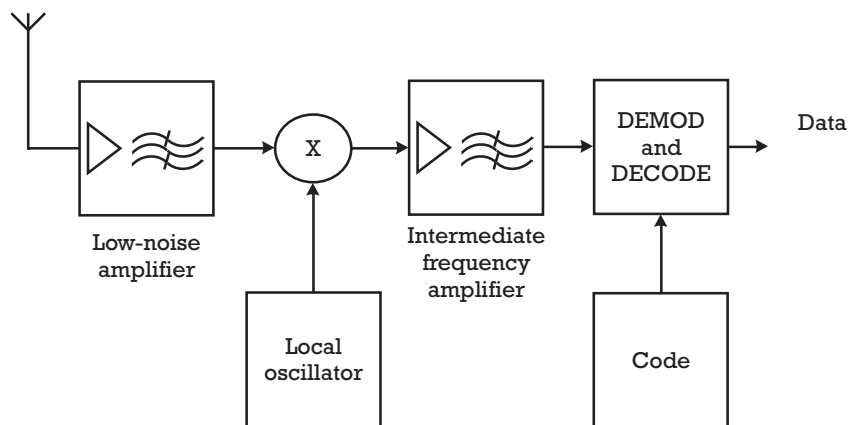 DEMOD
and
DECODE
Data
X
Low-noise
amplifier
Intermediate
frequency
amplifier
Local
oscillator
Code